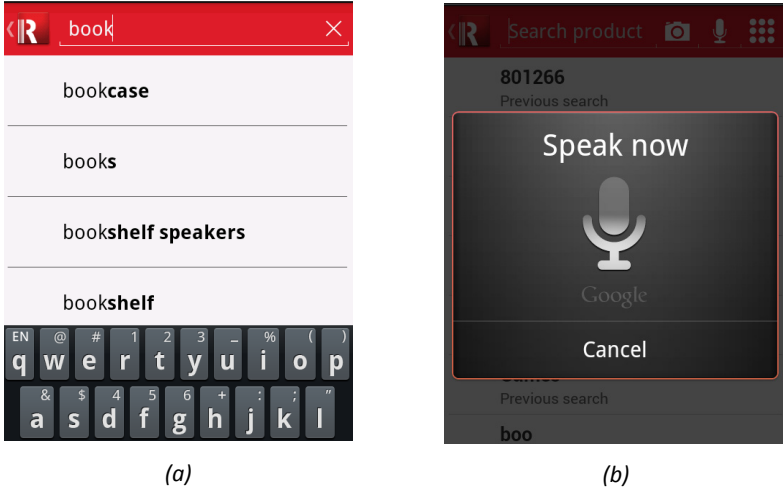 R book
bookcase
books
bookshelf speakers
bookshelf
EN @ # 1 2 3 _ % ( )
q w e r t y u i o p
& $ 4 5 6 + : ; "
a s d f g h j k l
(a)
R Search product
801266
Previous search
Speak now
Google
Cancel
Previous search
boo
(b)